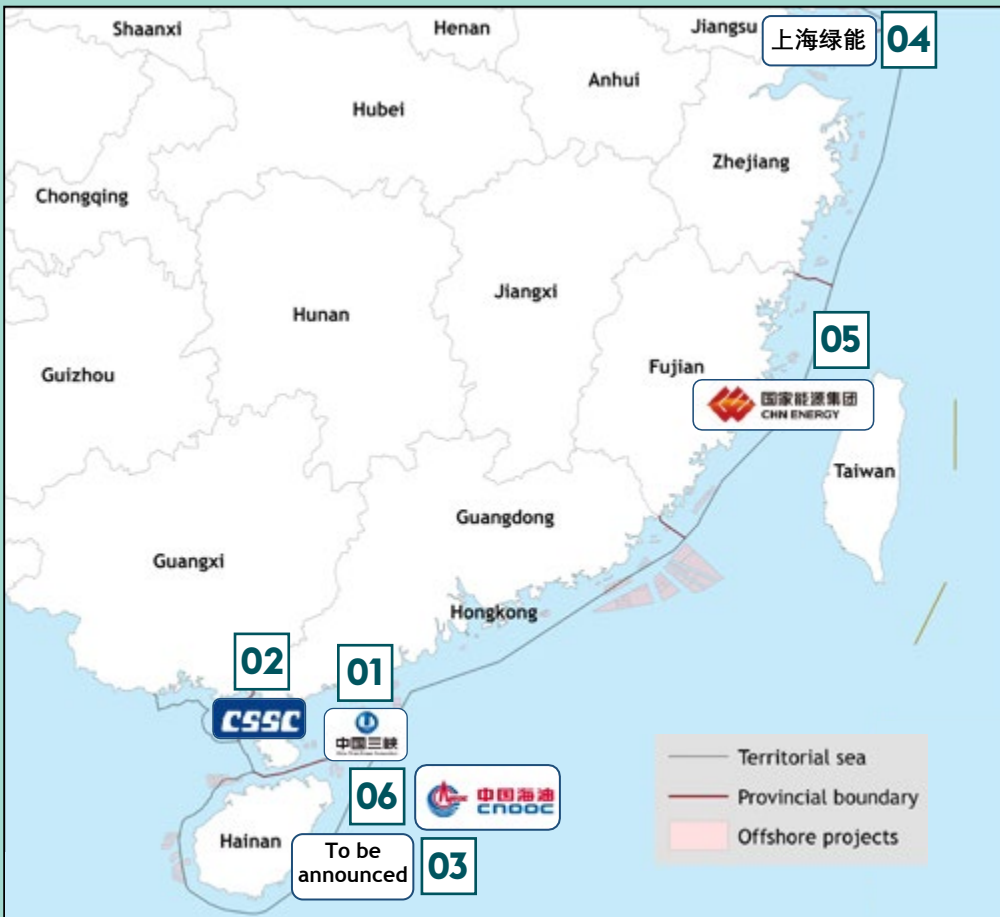 Shaanxi
Henan
Jiangsu
上海绿能
04
Anhui
Hubei
Zhejiang
Chongqing
Jiangxi
Hunan
05
Fujian
Guizhou
国家能源集团
CHN ENERGY
Taiwan
Guangdong
Guangxi
Hongkong
02
01
CSSC
中国三峡
Territorial sea
06
中国海油
CNOOC
Provincial boundary
Hainan
To be
announced
03
Offshore projects